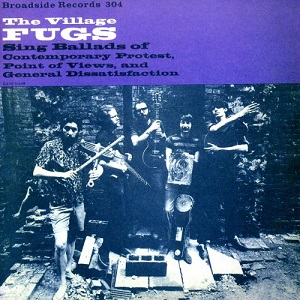 Broadside Records 304
The Village
FUGS
Sing Ballads of
Contemporary Protest,
Point of Views, and
General Dissatisfaction